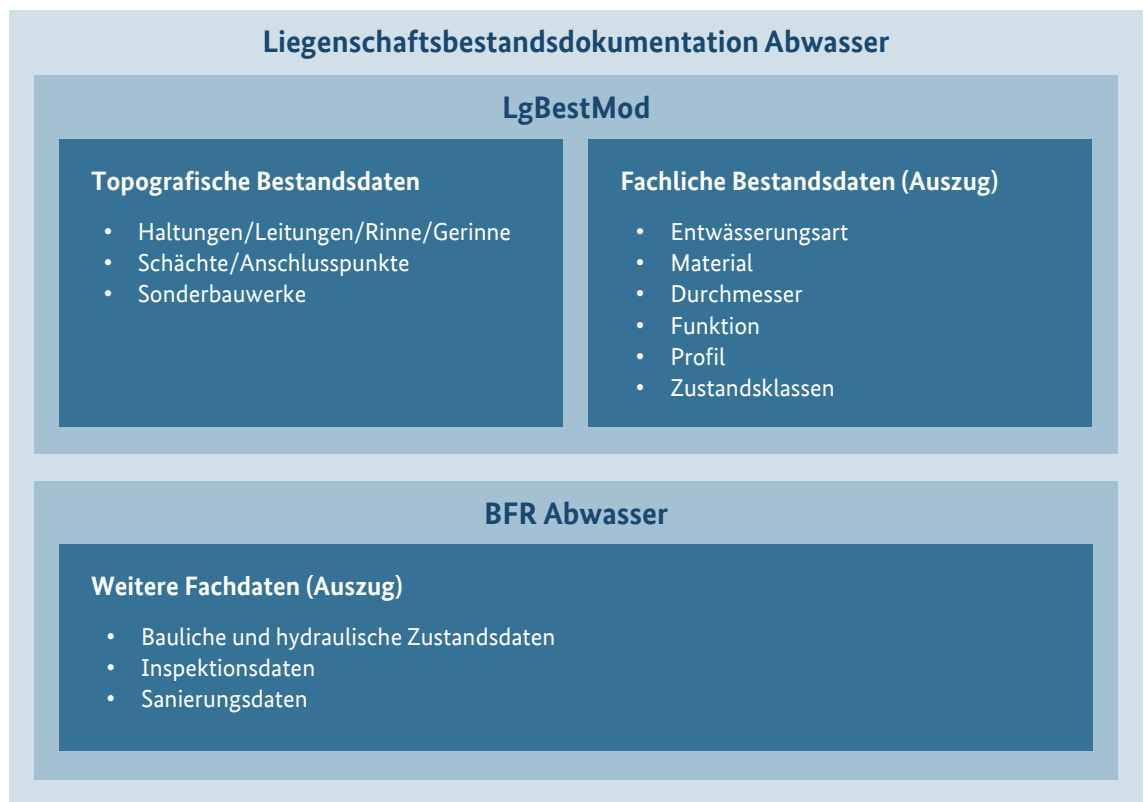 Liegenschaftsbestandsdokumentation Abwasser
LgBestMod
Topografische Bestandsdaten
• Haltungen/Leitungen/Rinne/Gerinne
• Schächte/Anschlusspunkte
• Sonderbauwerke
Fachliche Bestandsdaten (Auszug)
• Entwässerungsart
• Material
• Durchmesser
• Funktion
• Profil
• Zustandsklassen
BFR Abwasser
Weitere Fachdaten (Auszug)
• Bauliche und hydraulische Zustandsdaten
• Inspektionsdaten
• Sanierungsdaten